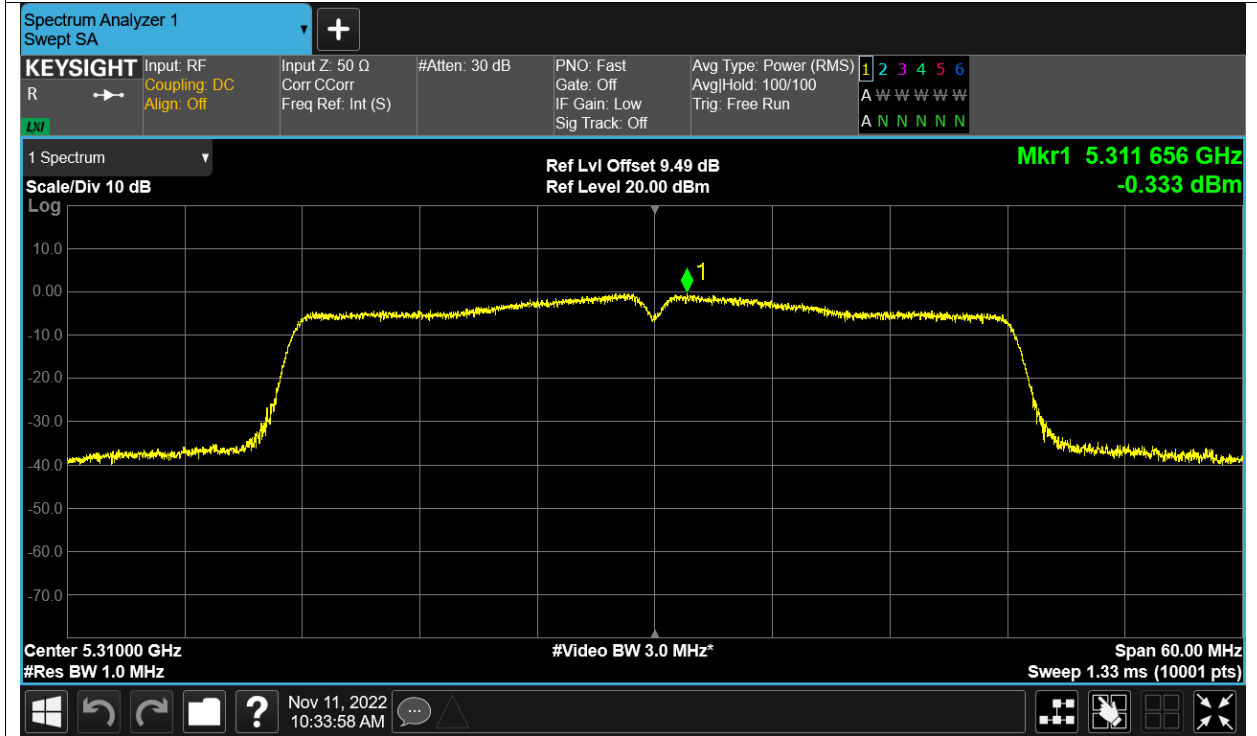 Spectrum Analyzer 1
Swept SA
KEYSIGHT
R
LXI
Input: RF
Coupling: DC
Align: Off
Input Z: 50 Ω
Corr CCorr
Freq Ref: Int (S)
#Atten: 30 dB
PNO: Fast
Gate: Off
IF Gain: Low
Sig Track: Off
Avg Type: Power (RMS)
Avg|Hold: 100/100
Trig: Free Run
1 2 3 4 5 6
A W W W W W
A N N N N N
1 Spectrum
Scale/Div 10 dB
Log
Ref Lvl Offset 9.49 dB
Ref Level 20.00 dBm
Mkr1 5.311 656 GHz
-0.333 dBm
10.0
0.00
-10.0
-20.0
-30.0
-40.0
-50.0
-60.0
-70.0
1
Center 5.31000 GHz
#Res BW 1.0 MHz
#Video BW 3.0 MHz*
Span 60.00 MHz
Sweep 1.33 ms (10001 pts)
?
Nov 11, 2022
10:33:58 AM